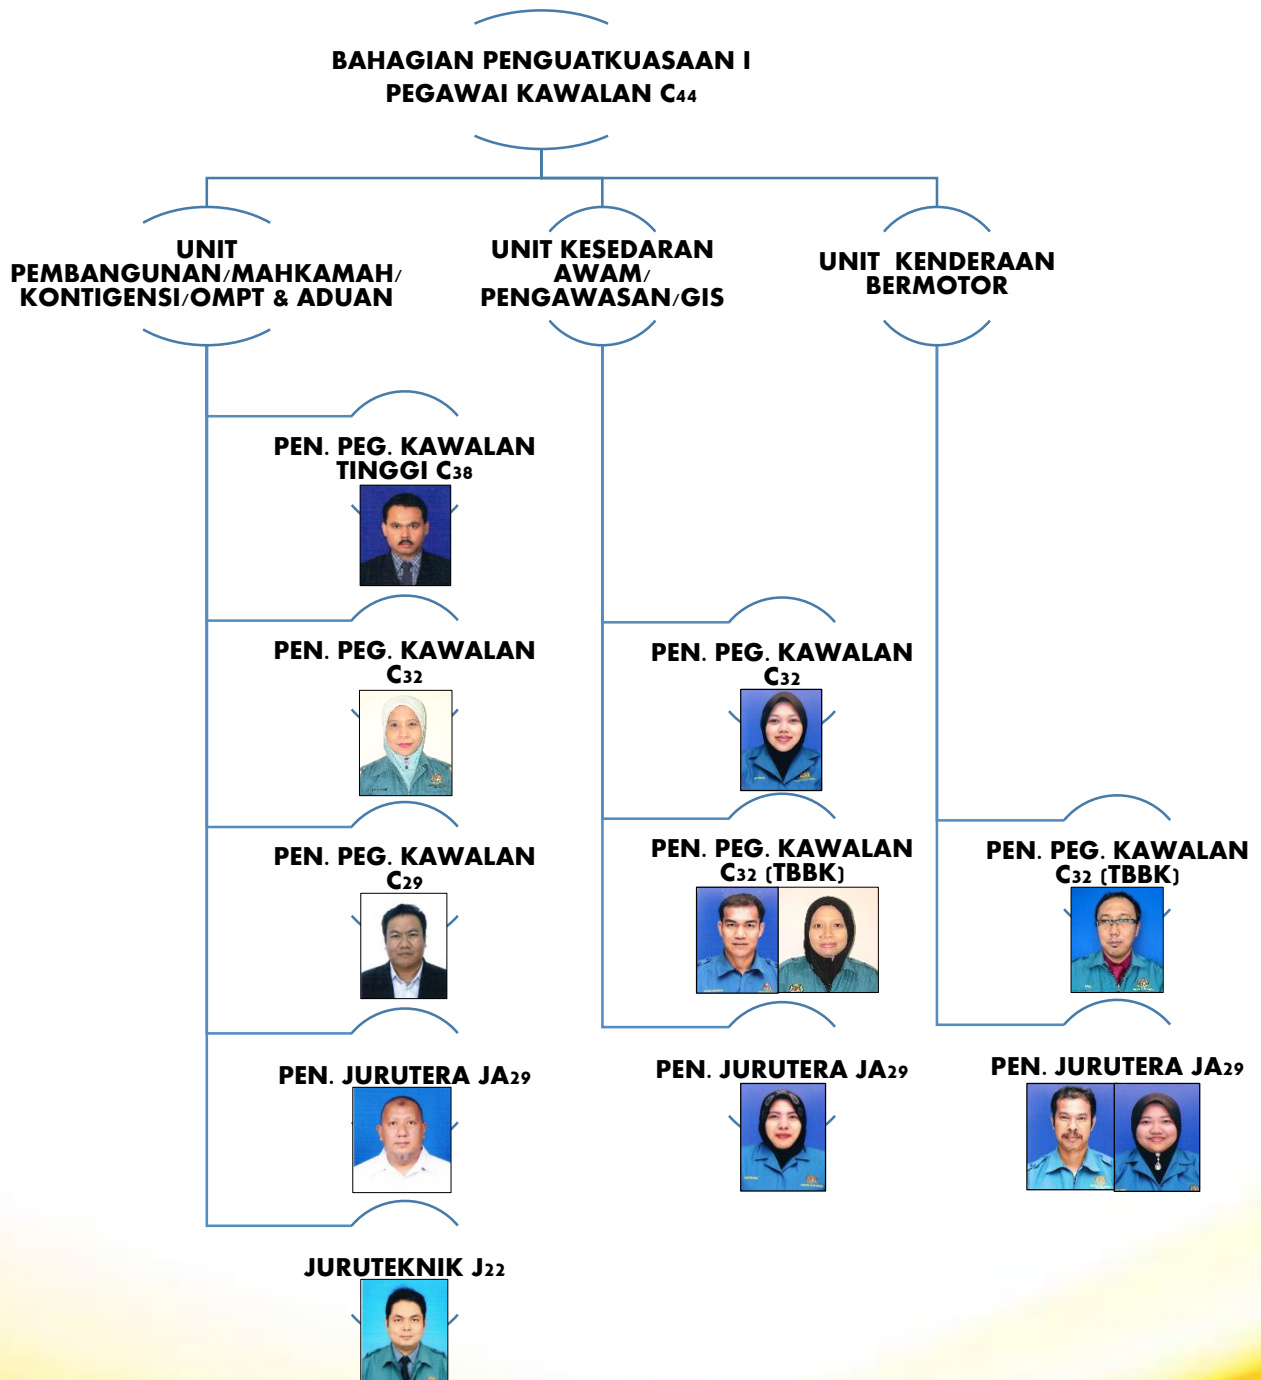 BAHAGIAN PENGUATKUASAAN I
PEGAWAI KAWALAN C44
UNIT
PEMBANGUNAN/MAHKAMAH/
KONTIGENSI/OMPT & ADUAN
PEN. PEG. KAWALAN
TINGGI C38
PEN. PEG. KAWALAN
C32
PEN. PEG. KAWALAN
C29
PEN. JURUTERA JA29
JURUTEKNIK J22
UNIT KESEDARAN
AWAM/
PENGAWASAN/GIS
PEN. PEG. KAWALAN
C32
PEN. PEG. KAWALAN
C32 (TBBK)
PEN. JURUTERA JA29
UNIT KENDERAAN
BERMOTOR
PEN. PEG. KAWALAN
C32 (TBBK)
PEN. JURUTERA JA29